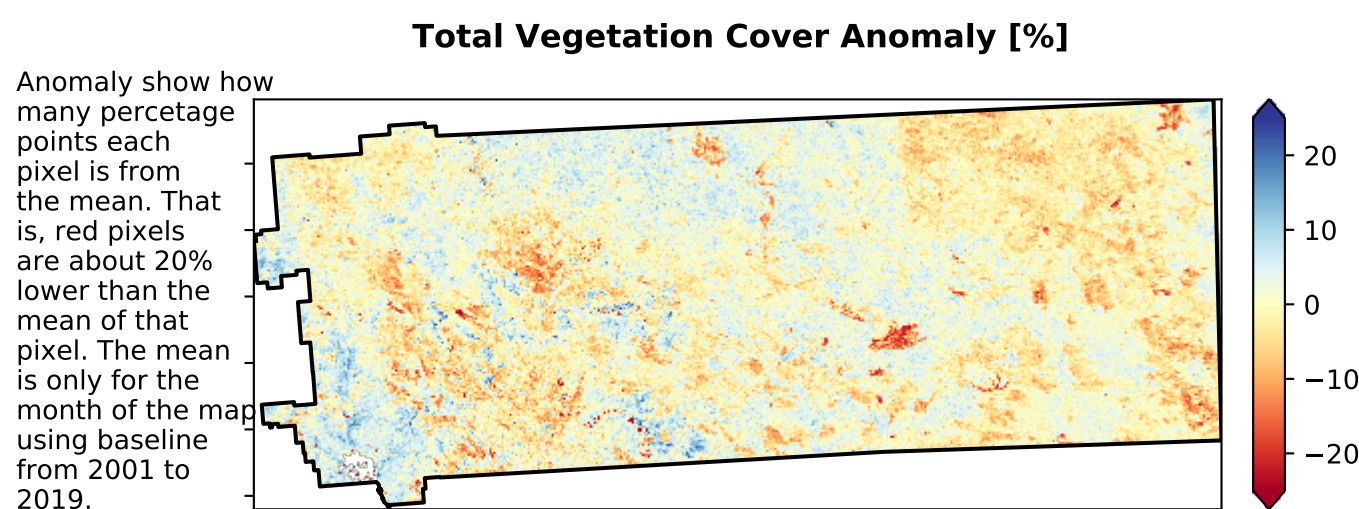 Total Vegetation Cover Anomaly [%]
Anomaly show how
many percetage
points each
pixel is from
the mean. That
is, red pixels
are about 20%
lower than the
mean of that
pixel. The mean
is only for the
month of the map
using baseline
from 2001 to
2019.
20
10
0
−10
−20